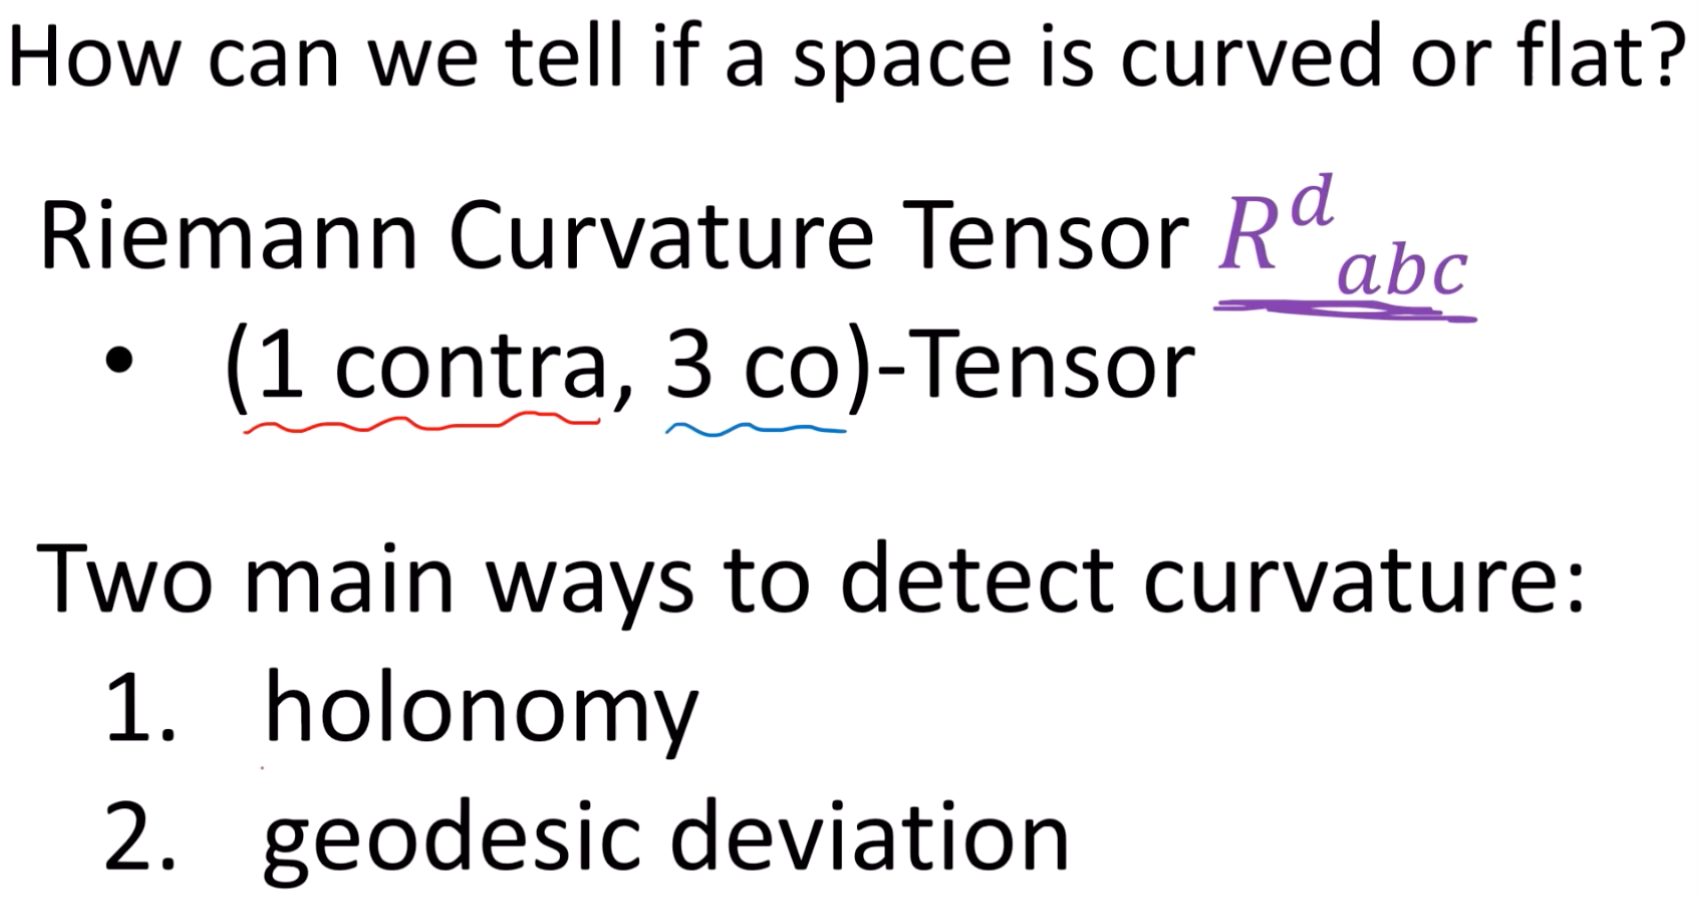 How can we tell if a space is curved or flat?
Riemann Curvature Tensor R^d_abc
• (1 contra, 3 co)-Tensor
Two main ways to detect curvature:
1. holonomy
2. geodesic deviation